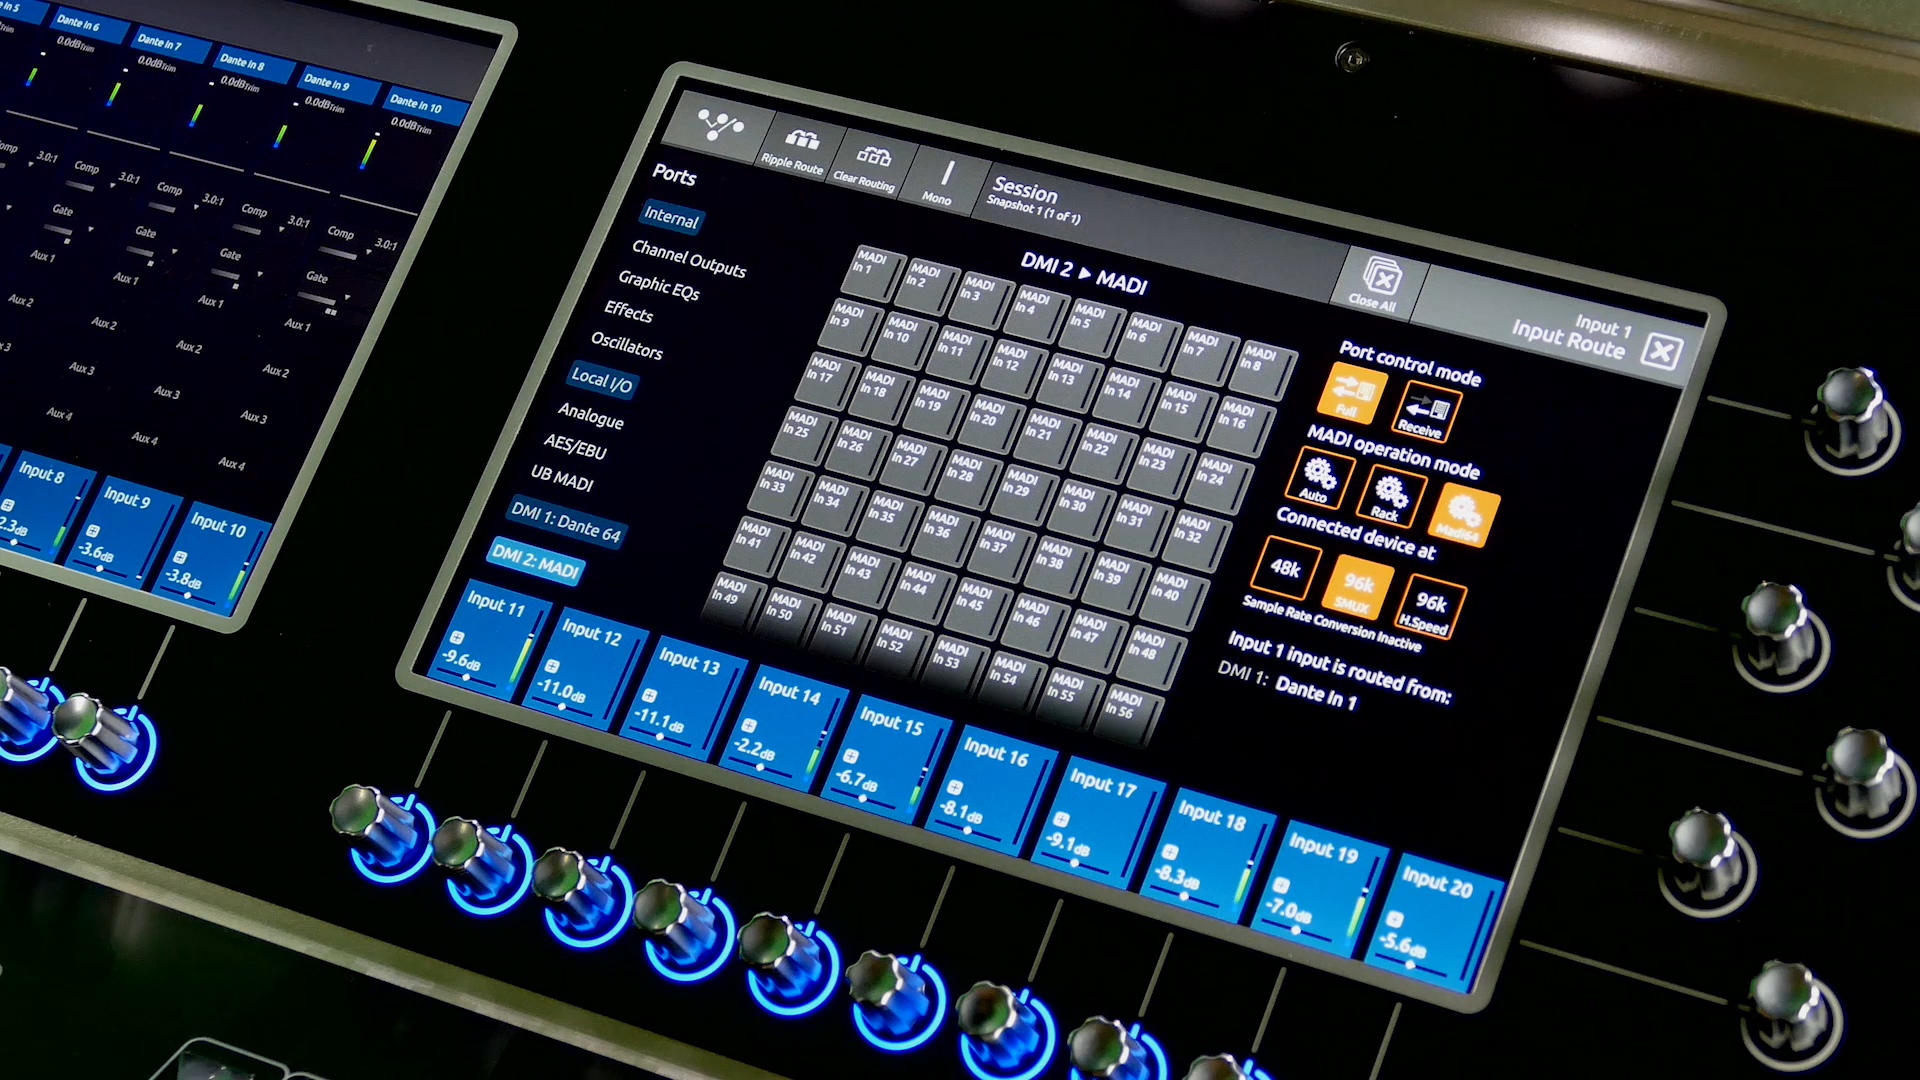 Dante In 6
Dante In 7
Dante In 8
Dante In 9
Dante In 10
0.0dBTrim
0.0dBTrim
0.0dBTrim
0.0dBTrim
0.0dBTrim
3.0:1
Comp
3.0:1
Comp
3.0:1
Comp
3.0:1
Comp
3.0:1
Gate
Gate
Gate
Gate
Aux 1
Aux 1
Aux 1
Aux 1
Aux 2
Aux 2
Aux 2
Aux 2
Aux 3
Aux 3
Aux 3
Aux 4
Aux 4
Aux 4
Input 8
Input 9
-3.6dB
Input 10
-3.8dB
Ripple Route
Clear Routing
Mono
Session
Snapshot 1 (1 of 1)
Close All
Input 1
Input Route
Ports
Internal
Channel Outputs
Graphic EQs
Effects
Oscillators
Local I/O
Analogue
AES/EBU
UB MADI
DMI 1: Dante 64
DMI 2: MADI
DMI 2 ▶ MADI
MADI In 1
MADI In 2
MADI In 3
MADI In 4
MADI In 5
MADI In 6
MADI In 7
MADI In 8
MADI In 9
MADI In 10
MADI In 11
MADI In 12
MADI In 13
MADI In 14
MADI In 15
MADI In 16
MADI In 17
MADI In 18
MADI In 19
MADI In 20
MADI In 21
MADI In 22
MADI In 23
MADI In 24
MADI In 25
MADI In 26
MADI In 27
MADI In 28
MADI In 29
MADI In 30
MADI In 31
MADI In 32
MADI In 33
MADI In 34
MADI In 35
MADI In 36
MADI In 37
MADI In 38
MADI In 39
MADI In 40
MADI In 41
MADI In 42
MADI In 43
MADI In 44
MADI In 45
MADI In 46
MADI In 47
MADI In 48
MADI In 49
MADI In 50
MADI In 51
MADI In 52
MADI In 53
MADI In 54
MADI In 55
MADI In 56
Port control mode
Full
Receive
MADI operation mode
Auto
Rack
Madi64
Connected device at
48k
96k SMUX
96k H.Speed
Sample Rate Conversion Inactive
Input 1 input is routed from:
DMI 1: Dante In 1
Input 11
-9.6dB
Input 12
-11.0dB
Input 13
-11.1dB
Input 14
-2.2dB
Input 15
-6.7dB
Input 16
-8.1dB
Input 17
-9.1dB
Input 18
-8.3dB
Input 19
-7.0dB
Input 20
-5.6dB